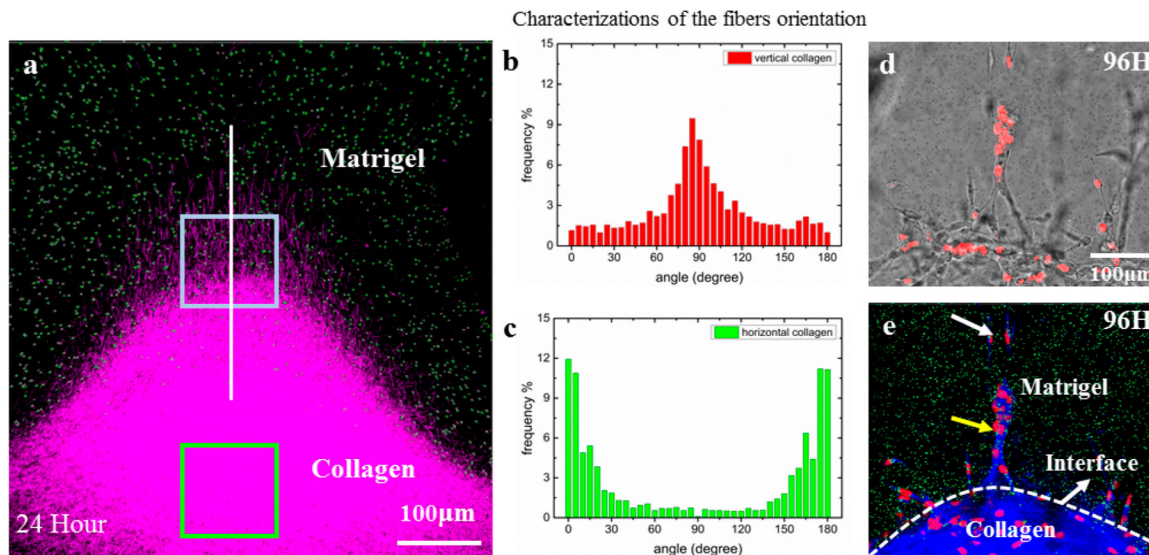 Characterizations of the fibers orientation
a
Matrigel
Collagen
24 Hour
100µm
b
vertical collagen
frequency %
15
12
9
6
3
0
0 30 60 90 120 150 180
angle (degree)
c
horizontal collagen
frequency %
15
12
9
6
3
0
0 30 60 90 120 150 180
angle (degree)
d
96H
100µm
e
96H
Matrigel
Interface
Collagen